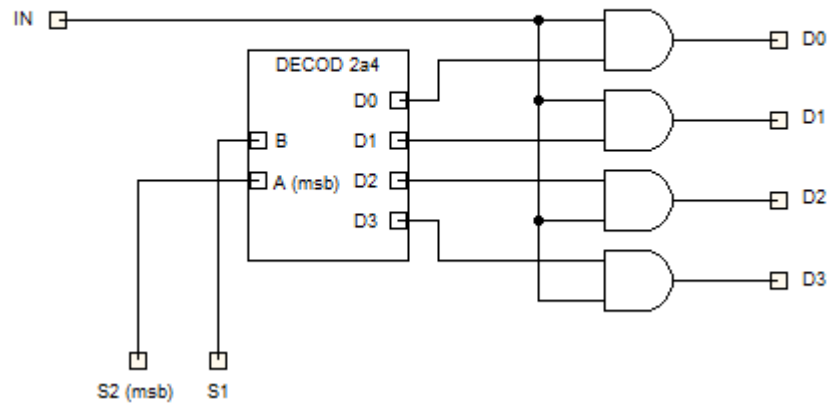 IN
DECOD 2a4
D0
B
D1
A (msb)
D2
D3
D0
D1
D2
D3
S2 (msb)
S1